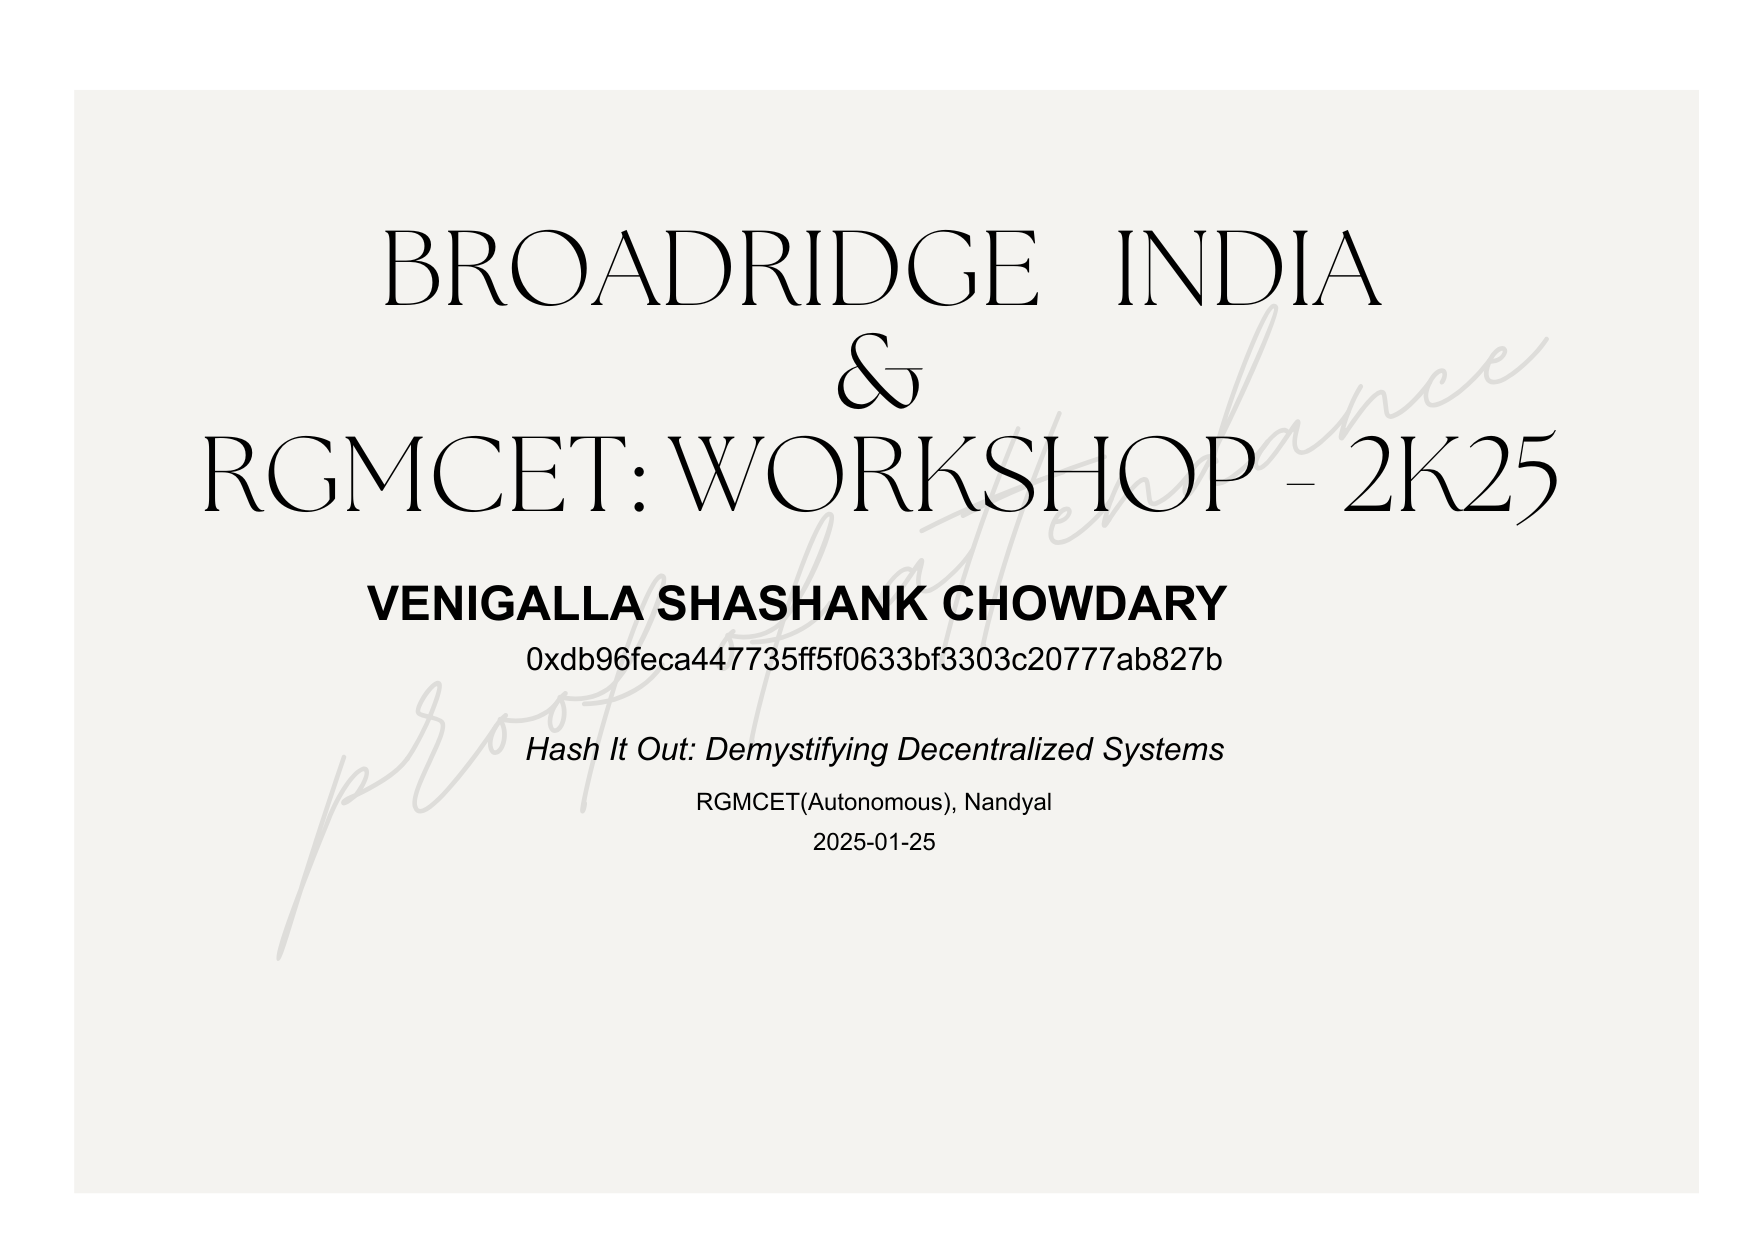 BROADRIDGE INDIA
&
RGMCET: WORKSHOP - 2K25
VENIGALLA SHASHANK CHOWDARY
0xdb96feca447735ff5f0633bf3303c20777ab827b
Hash It Out: Demystifying Decentralized Systems
RGMCET(Autonomous), Nandyal
2025-01-25
proof of attendance